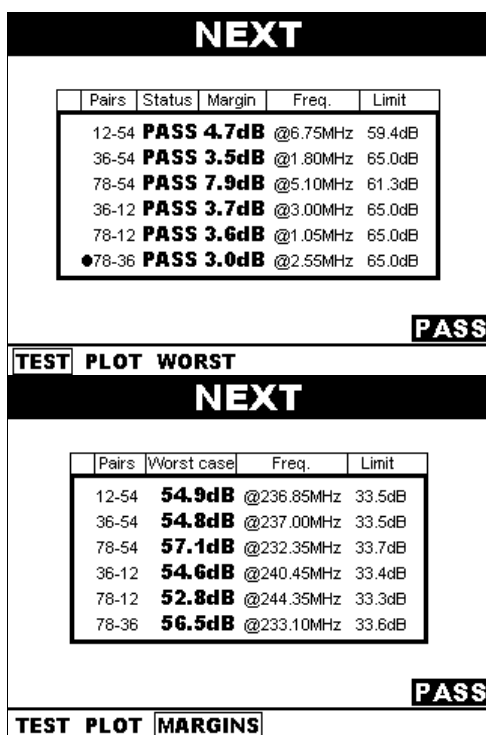 NEXT
Pairs Status Margin Freq. Limit
12-54 PASS 4.7dB @6.75MHz 59.4dB
36-54 PASS 3.5dB @1.80MHz 65.0dB
78-54 PASS 7.9dB @5.10MHz 61.3dB
36-12 PASS 3.7dB @3.00MHz 65.0dB
78-12 PASS 3.6dB @1.05MHz 65.0dB
●78-36 PASS 3.0dB @2.55MHz 65.0dB
PASS
TEST PLOT WORST
NEXT
Pairs Worst case Freq. Limit
12-54 54.9dB @236.85MHz 33.5dB
36-54 54.8dB @237.00MHz 33.5dB
78-54 57.1dB @232.35MHz 33.7dB
36-12 54.6dB @240.45MHz 33.4dB
78-12 52.8dB @244.35MHz 33.3dB
78-36 56.5dB @233.10MHz 33.6dB
PASS
TEST PLOT MARGINS